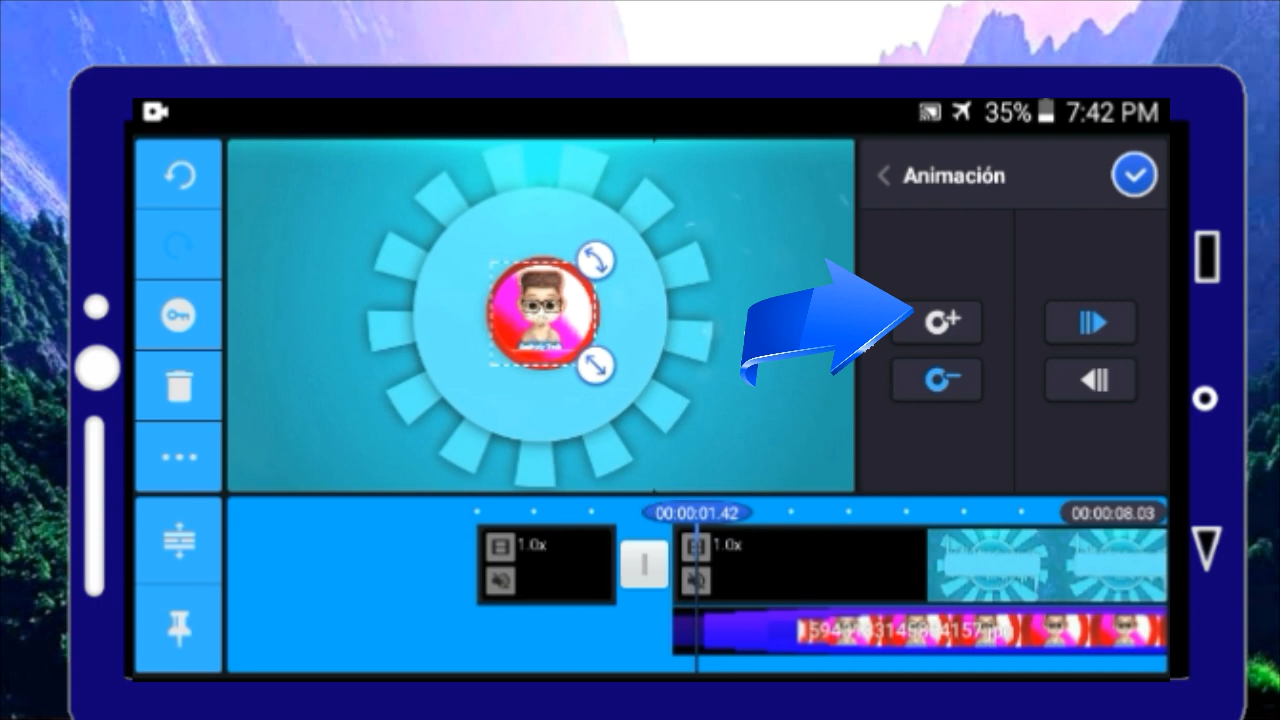 35% 7:42 PM
Animación
00:00:01.42
00:00:08.03
1.0x
1.0x